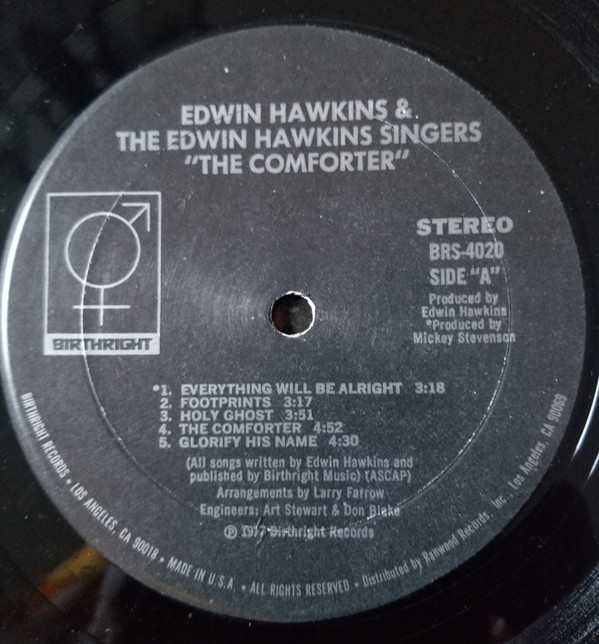 EDWIN HAWKINS &
THE EDWIN HAWKINS SINGERS
"THE COMFORTER"
BIRTHRIGHT
STEREO
BRS-4020
SIDE "A"
Produced by
Edwin Hawkins
*Produced by
Mickey Stevenson
*1. EVERYTHING WILL BE ALRIGHT 3:18
2. FOOTPRINTS 3:17
3. HOLY GHOST 3:51
4. THE COMFORTER 4:52
5. GLORIFY HIS NAME 4:30
(All songs written by Edwin Hawkins and
published by Birthright Music) (ASCAP)
Arrangements by Larry Farrow
Engineers: Art Stewart & Don Blake
℗ 1977 Birthright Records
BIRTHRIGHT RECORDS • LOS ANGELES, CA 90018 • MADE IN U.S.A. • ALL RIGHTS RESERVED • Distributed by Ranwood Records, Inc., Los Angeles, CA 90069